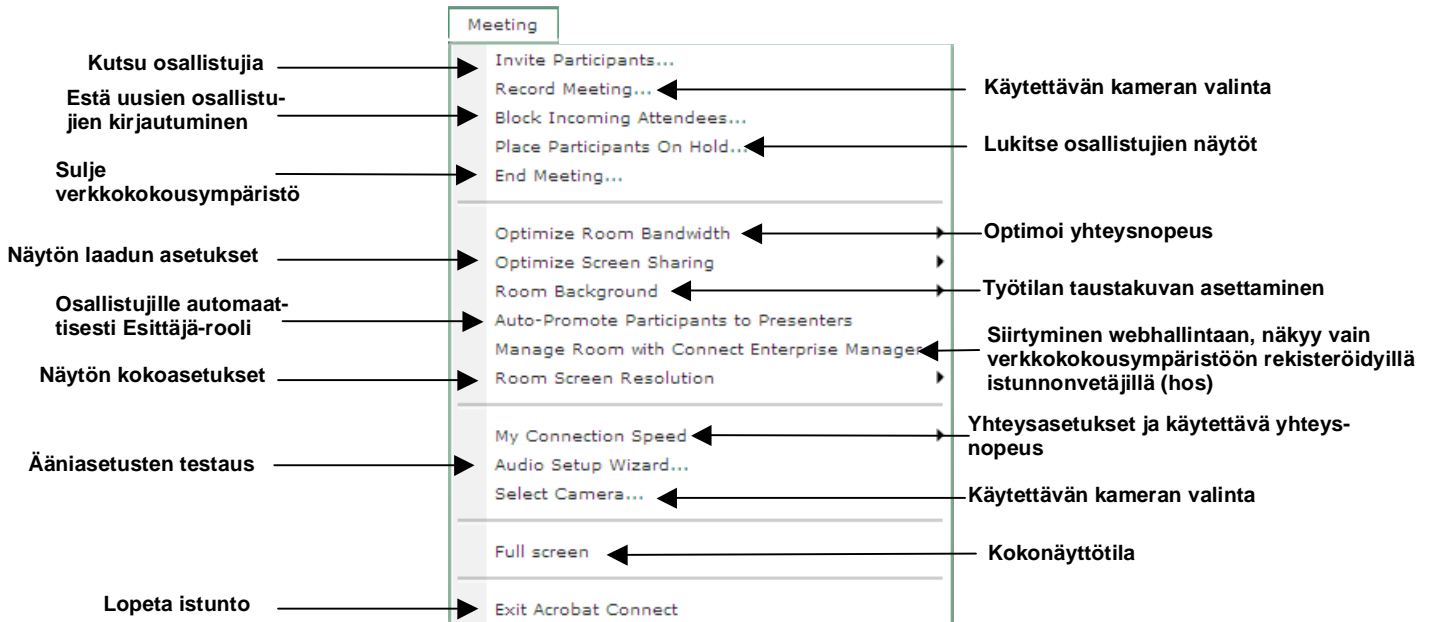 Meeting
Kutsu osallistujia
Invite Participants...
Record Meeting...
Käytettävän kameran valinta
Estä uusien osallistu-
jien kirjautuminen
Block Incoming Attendees...
Place Participants On Hold...
Lukitse osallistujien näytöt
Sulje
verkkokokousympäristö
End Meeting...
Optimize Room Bandwidth
Optimoi yhteysnopeus
Näytön laadun asetukset
Optimize Screen Sharing
Room Background
Työtilan taustakuvan asettaminen
Osallistujille automaat-
tisesti Esittäjä-rooli
Auto-Promote Participants to Presenters
Manage Room with Connect Enterprise Manager
Siirtyminen webhallintaan, näkyy vain
verkkokokousympäristöön rekisteröidyillä
istunnonvetäjillä (hos)
Näytön kokoasetukset
Room Screen Resolution
My Connection Speed
Yhteysasetukset ja käytettävä yhteys-
nopeus
Ääniasetusten testaus
Audio Setup Wizard...
Select Camera...
Käytettävän kameran valinta
Full screen
Kokonäyttötila
Lopeta istunto
Exit Acrobat Connect